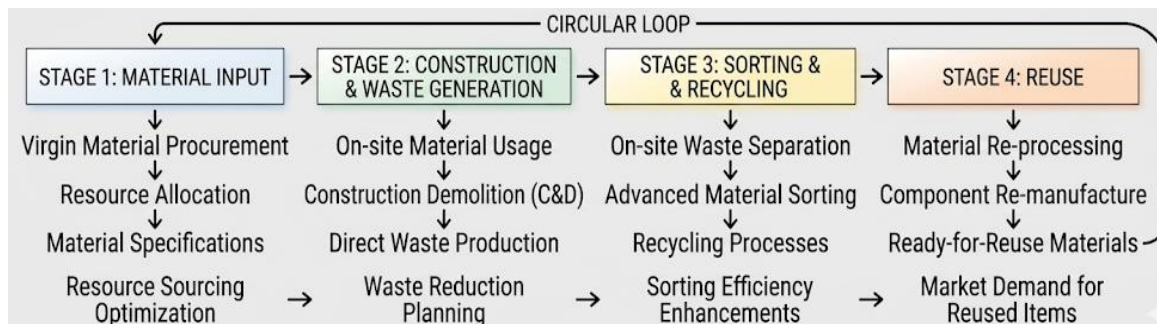 CIRCULAR LOOP
STAGE 1: MATERIAL INPUT
STAGE 2: CONSTRUCTION
& WASTE GENERATION
STAGE 3: SORTING &
& RECYCLING
STAGE 4: REUSE
Virgin Material Procurement
On-site Material Usage
On-site Waste Separation
Material Re-processing
Resource Allocation
Construction Demolition (C&D)
Advanced Material Sorting
Component Re-manufacture
Material Specifications
Direct Waste Production
Recycling Processes
Ready-for-Reuse Materials
Resource Sourcing
Optimization
Waste Reduction
Planning
Sorting Efficiency
Enhancements
Market Demand for
Reused Items